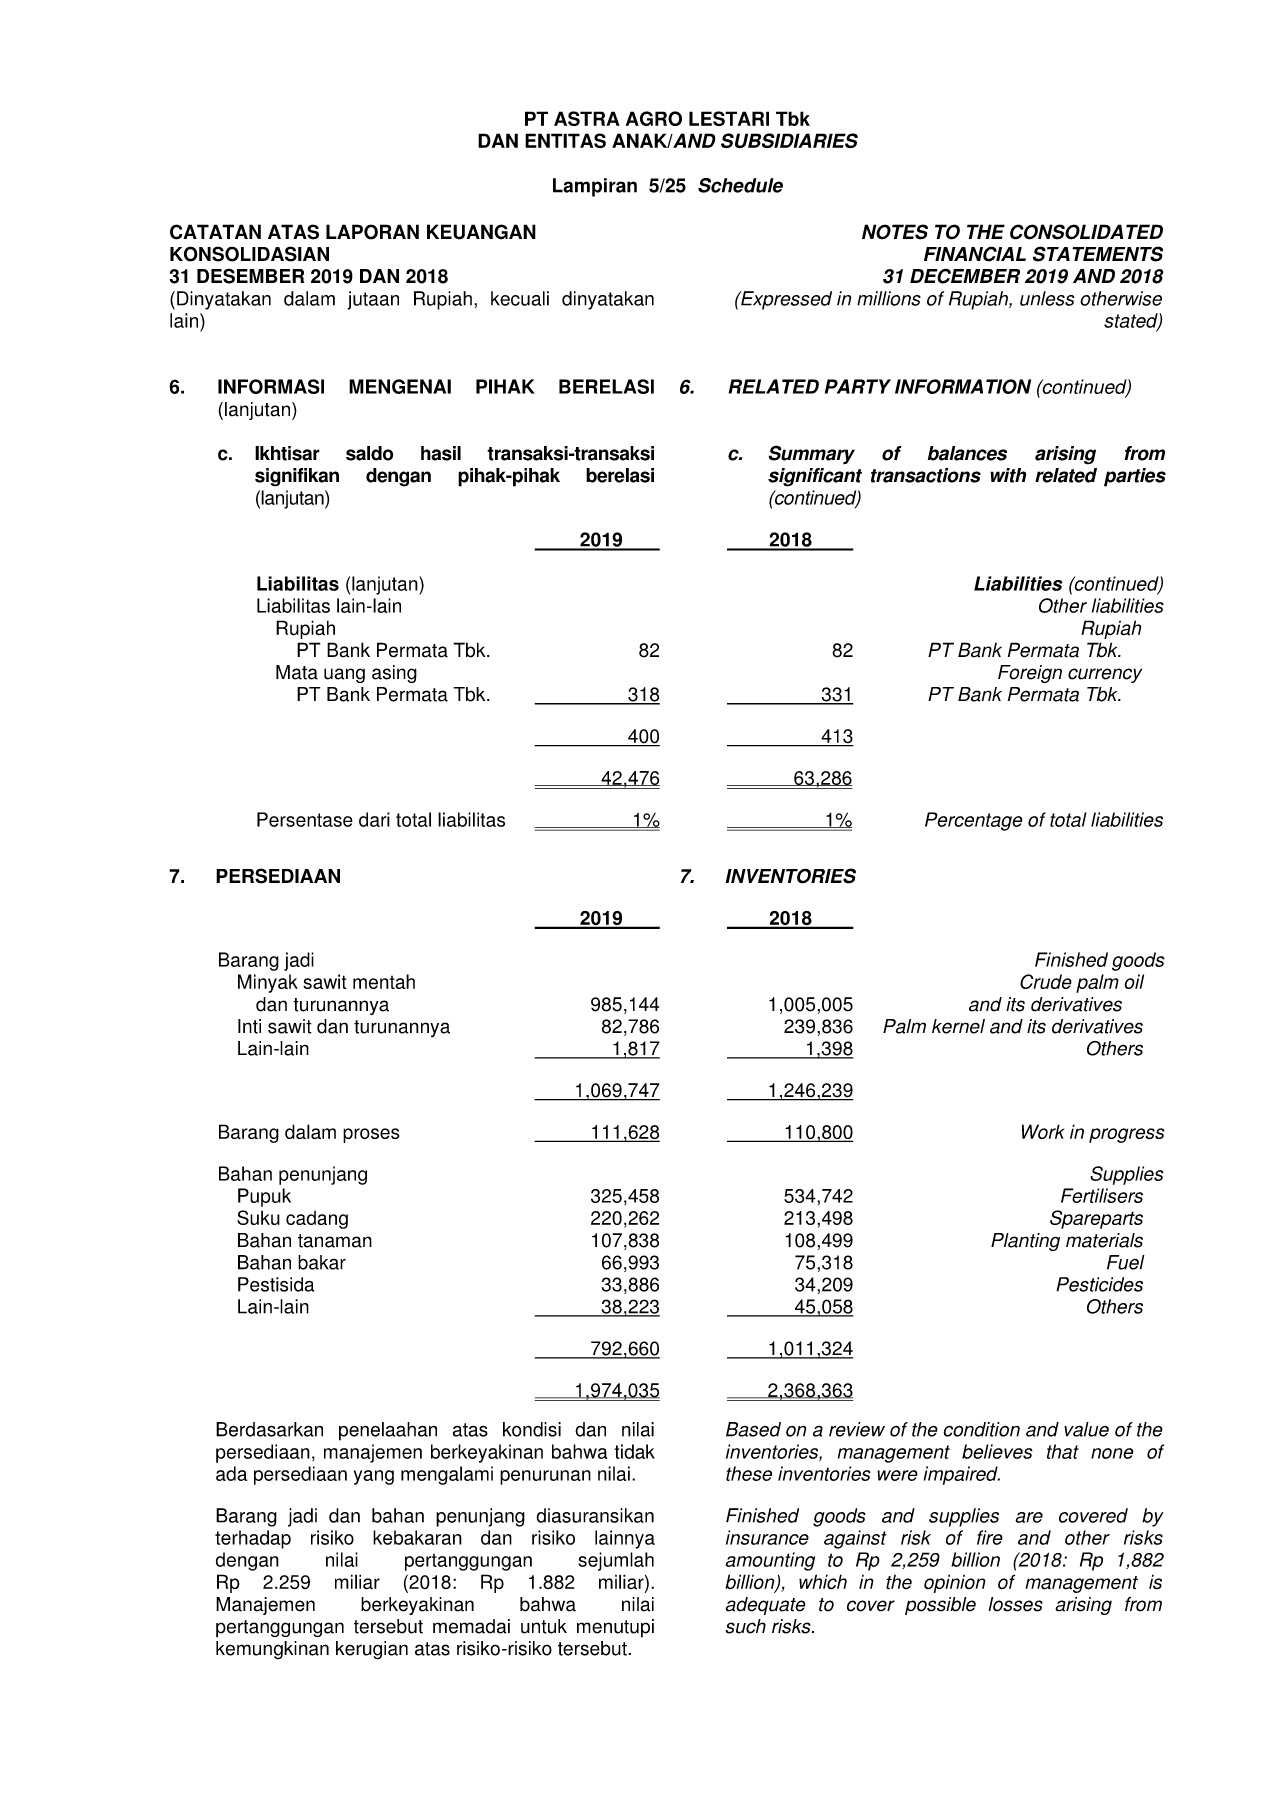 PT ASTRA AGRO LESTARI Tbk
DAN ENTITAS ANAK/AND SUBSIDIARIES
Lampiran 5/25 Schedule
CATATAN ATAS LAPORAN KEUANGAN
KONSOLIDASIAN
31 DESEMBER 2019 DAN 2018
(Dinyatakan dalam jutaan Rupiah, kecuali dinyatakan
lain)
NOTES TO THE CONSOLIDATED
FINANCIAL STATEMENTS
31 DECEMBER 2019 AND 2018
(Expressed in millions of Rupiah, unless otherwise
stated)
6. INFORMASI MENGENAI PIHAK BERELASI
(lanjutan)
6. RELATED PARTY INFORMATION (continued)
c. Ikhtisar saldo hasil transaksi-transaksi
signifikan dengan pihak-pihak berelasi
(lanjutan)
c. Summary of balances arising from
significant transactions with related parties
(continued)
2019 2018
Liabilitas (lanjutan) Liabilities (continued)
Liabilitas lain-lain Other liabilities
Rupiah Rupiah
PT Bank Permata Tbk. 82 82 PT Bank Permata Tbk.
Mata uang asing Foreign currency
PT Bank Permata Tbk. 318 331 PT Bank Permata Tbk.
400 413
42,476 63,286
Persentase dari total liabilitas 1% 1% Percentage of total liabilities
7. PERSEDIAAN 7. INVENTORIES
2019 2018
Barang jadi Finished goods
Minyak sawit mentah Crude palm oil
dan turunannya 985,144 1,005,005 and its derivatives
Inti sawit dan turunannya 82,786 239,836 Palm kernel and its derivatives
Lain-lain 1,817 1,398 Others
1,069,747 1,246,239
Barang dalam proses 111,628 110,800 Work in progress
Bahan penunjang Supplies
Pupuk 325,458 534,742 Fertilisers
Suku cadang 220,262 213,498 Spareparts
Bahan tanaman 107,838 108,499 Planting materials
Bahan bakar 66,993 75,318 Fuel
Pestisida 33,886 34,209 Pesticides
Lain-lain 38,223 45,058 Others
792,660 1,011,324
1,974,035 2,368,363
Berdasarkan penelaahan atas kondisi dan nilai
persediaan, manajemen berkeyakinan bahwa tidak
ada persediaan yang mengalami penurunan nilai.
Based on a review of the condition and value of the
inventories, management believes that none of
these inventories were impaired.
Barang jadi dan bahan penunjang diasuransikan
terhadap risiko kebakaran dan risiko lainnya
dengan nilai pertanggungan sejumlah
Rp 2.259 miliar (2018: Rp 1.882 miliar).
Manajemen berkeyakinan bahwa nilai
pertanggungan tersebut memadai untuk menutupi
kemungkinan kerugian atas risiko-risiko tersebut.
Finished goods and supplies are covered by
insurance against risk of fire and other risks
amounting to Rp 2,259 billion (2018: Rp 1,882
billion), which in the opinion of management is
adequate to cover possible losses arising from
such risks.